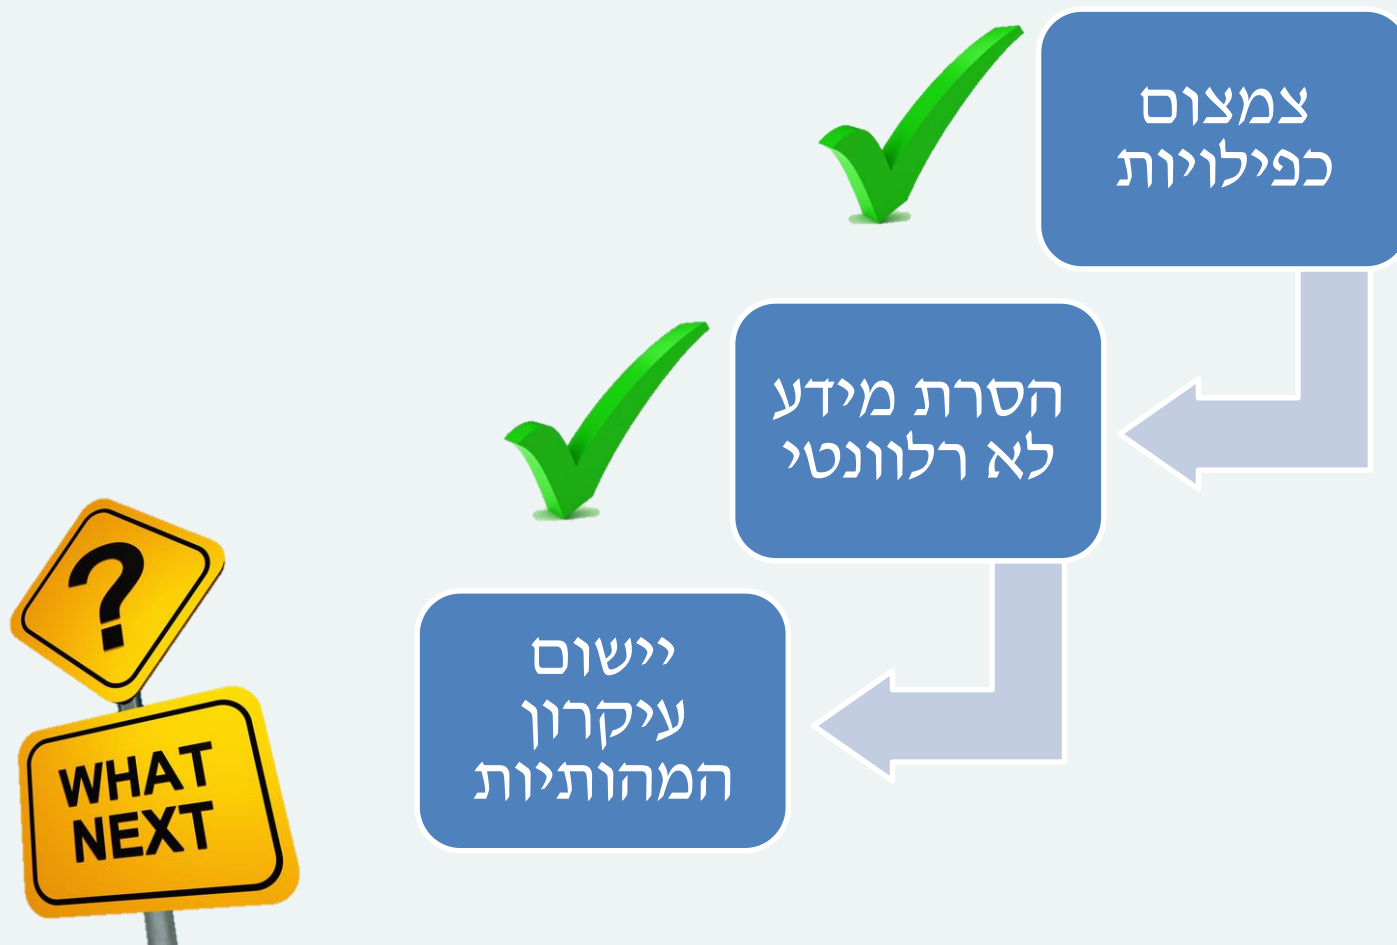 צמצום
כפילויות
הסרת מידע
לא רלוונטי
יישום
עיקרון
המהותיות
?
WHAT
NEXT